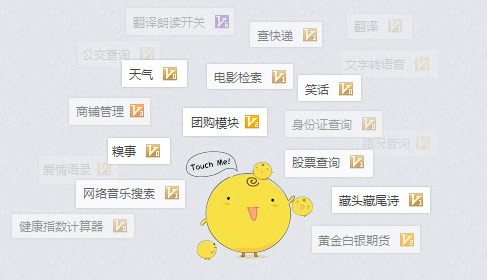 翻译朗读开关
翻译
查快递
公交查询
文字转语音
天气
电影检索
笑话
商铺管理
团购模块
身份证查询
糗事
路况查询
Touch Me!
股票查询
爱情语录
网络音乐搜索
藏头藏尾诗
健康指数计算器
黄金白银期货